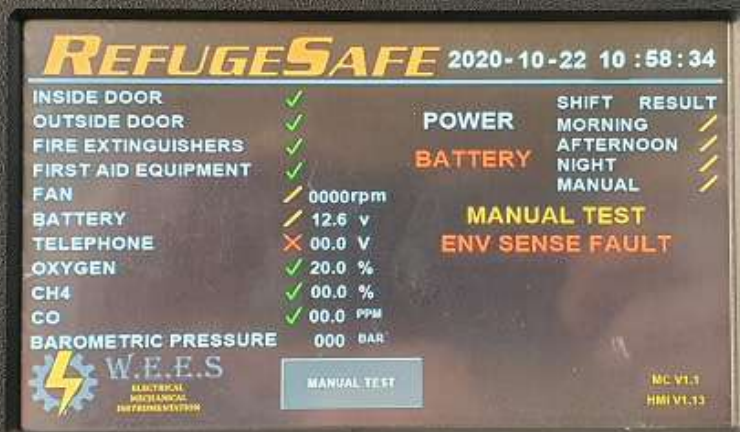 REFUGESAFE 2020-10-22 10:58:34
INSIDE DOOR
OUTSIDE DOOR
FIRE EXTINGUISHERS
FIRST AID EQUIPMENT
FAN 0000rpm
BATTERY 12.6 v
TELEPHONE 00.0 V
OXYGEN 20.0 %
CH4 00.0 %
CO 00.0 PPM
BAROMETRIC PRESSURE 000 BAR
POWER
BATTERY
SHIFT RESULT
MORNING
AFTERNOON
NIGHT
MANUAL
MANUAL TEST
ENV SENSE FAULT
W.E.E.S
ELECTRICAL
MECHANICAL
INSTRUMENTATION
MANUAL TEST
MC V1.1
HMI V1.13